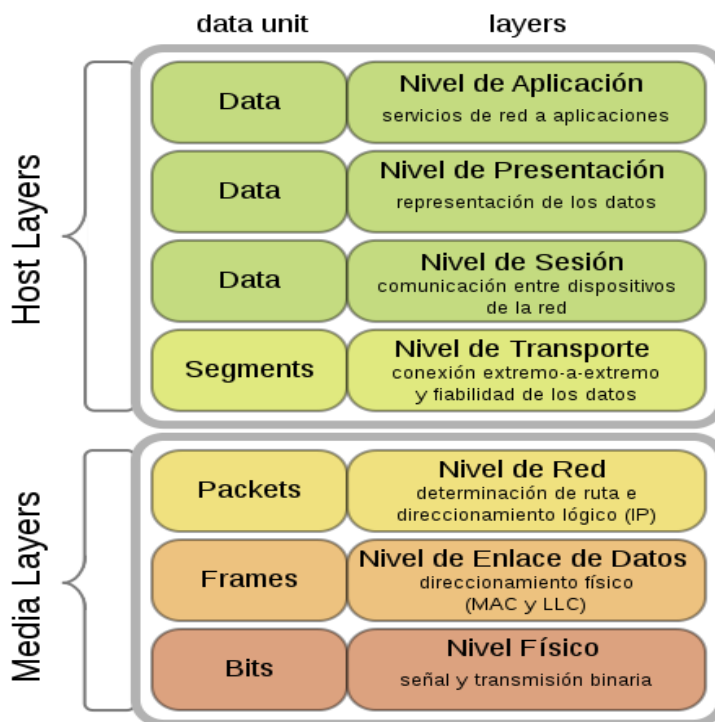 data unit
layers
Host Layers
Data
Nivel de Aplicación
servicios de red a aplicaciones
Data
Nivel de Presentación
representación de los datos
Data
Nivel de Sesión
comunicación entre dispositivos
de la red
Segments
Nivel de Transporte
conexión extremo-a-extremo
y fiabilidad de los datos
Media Layers
Packets
Nivel de Red
determinación de ruta e
direccionamiento lógico (IP)
Frames
Nivel de Enlace de Datos
direccionamiento físico
(MAC y LLC)
Bits
Nivel Físico
señal y transmisión binaria